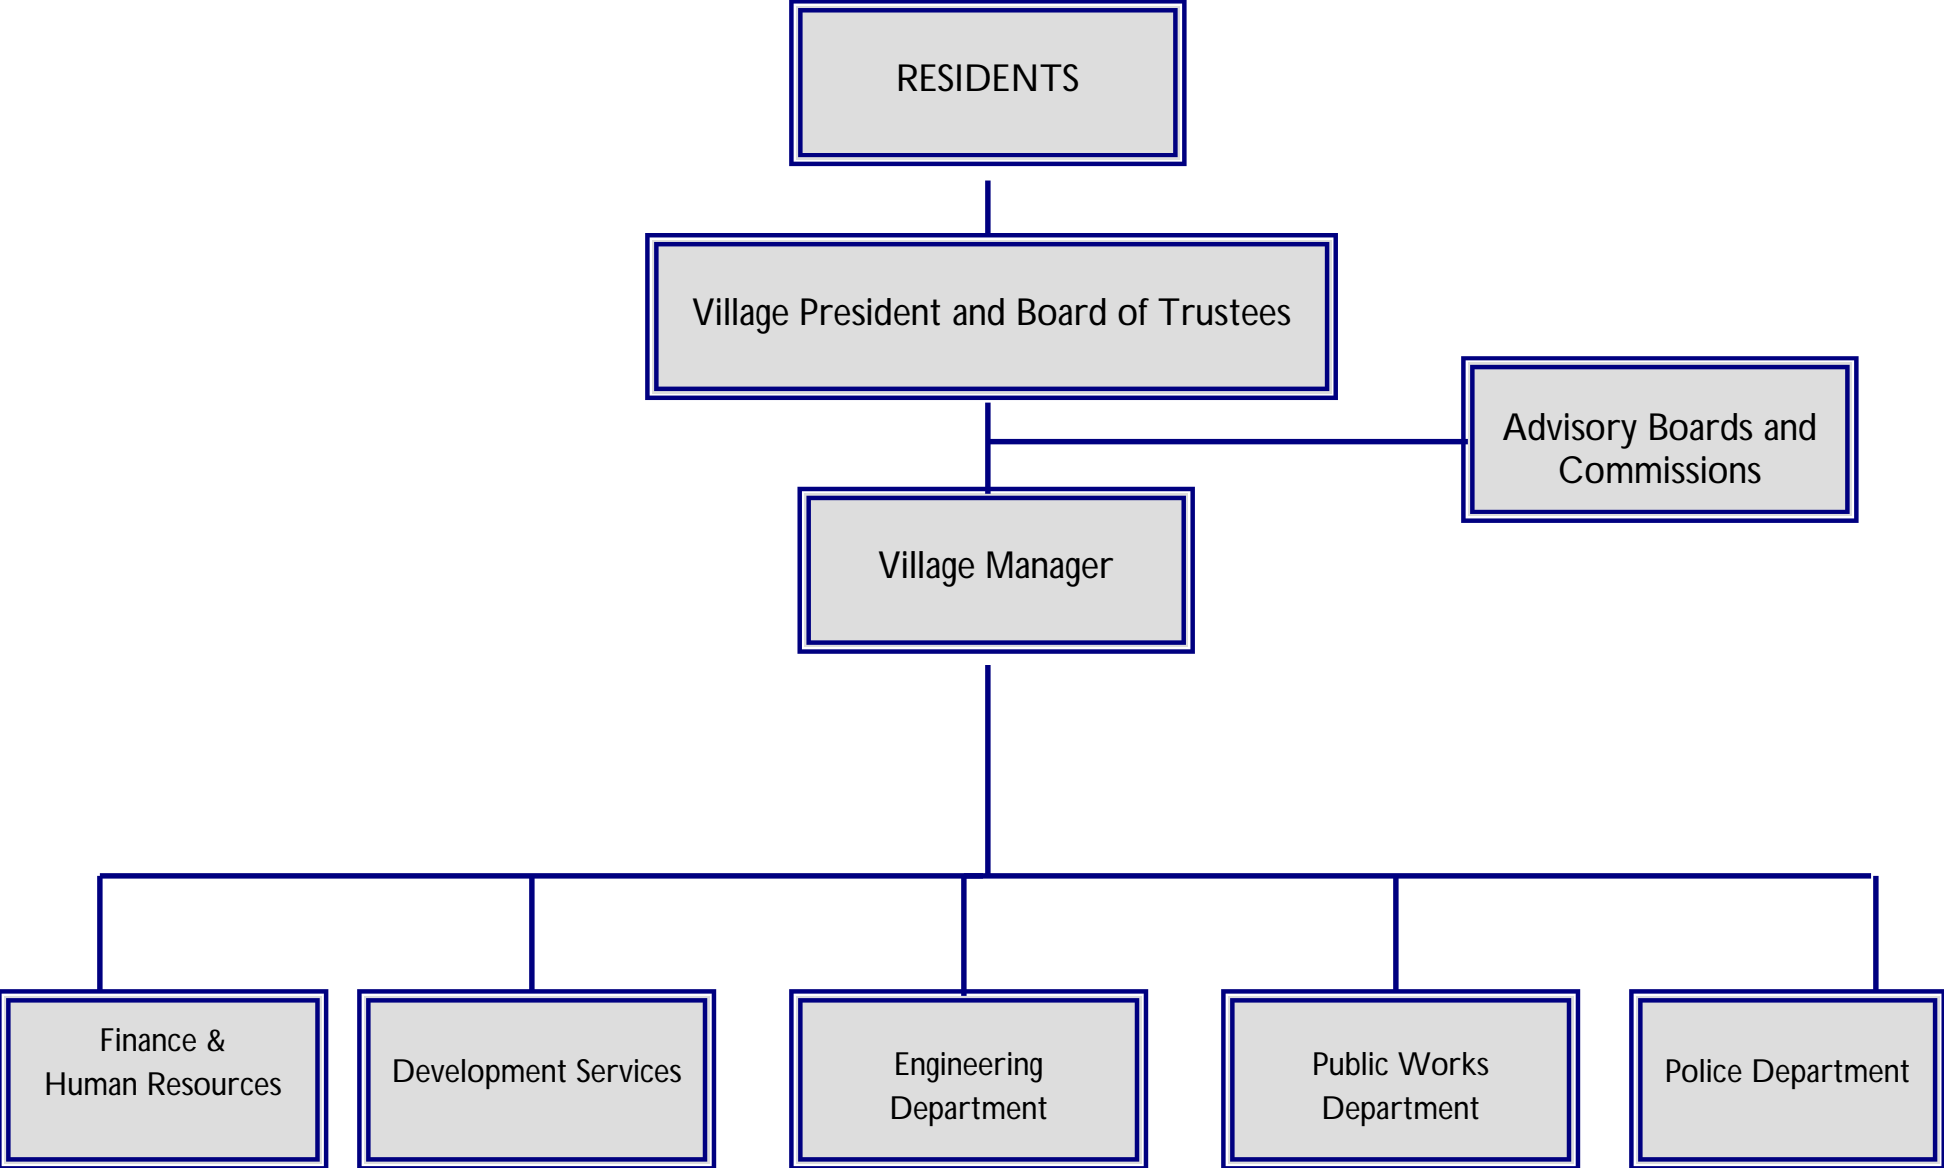 RESIDENTS
Village President and Board of Trustees
Advisory Boards and
Commissions
Village Manager
Finance &
Human Resources
Development Services
Engineering
Department
Public Works
Department
Police Department